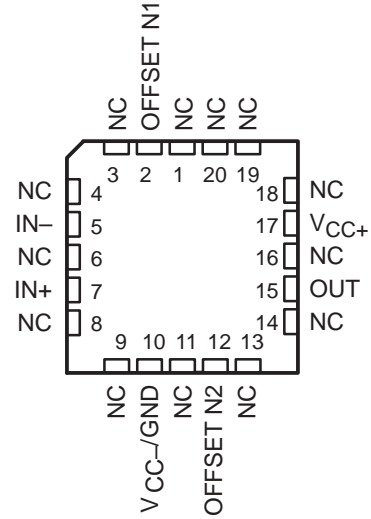 NC
OFFSET N1
NC
NC
NC
3 2 1 20 19
NC 4
IN– 5
NC 6
IN+ 7
NC 8
18 NC
17 VCC+
16 NC
15 OUT
14 NC
9 10 11 12 13
NC
VCC–/GND
NC
OFFSET N2
NC